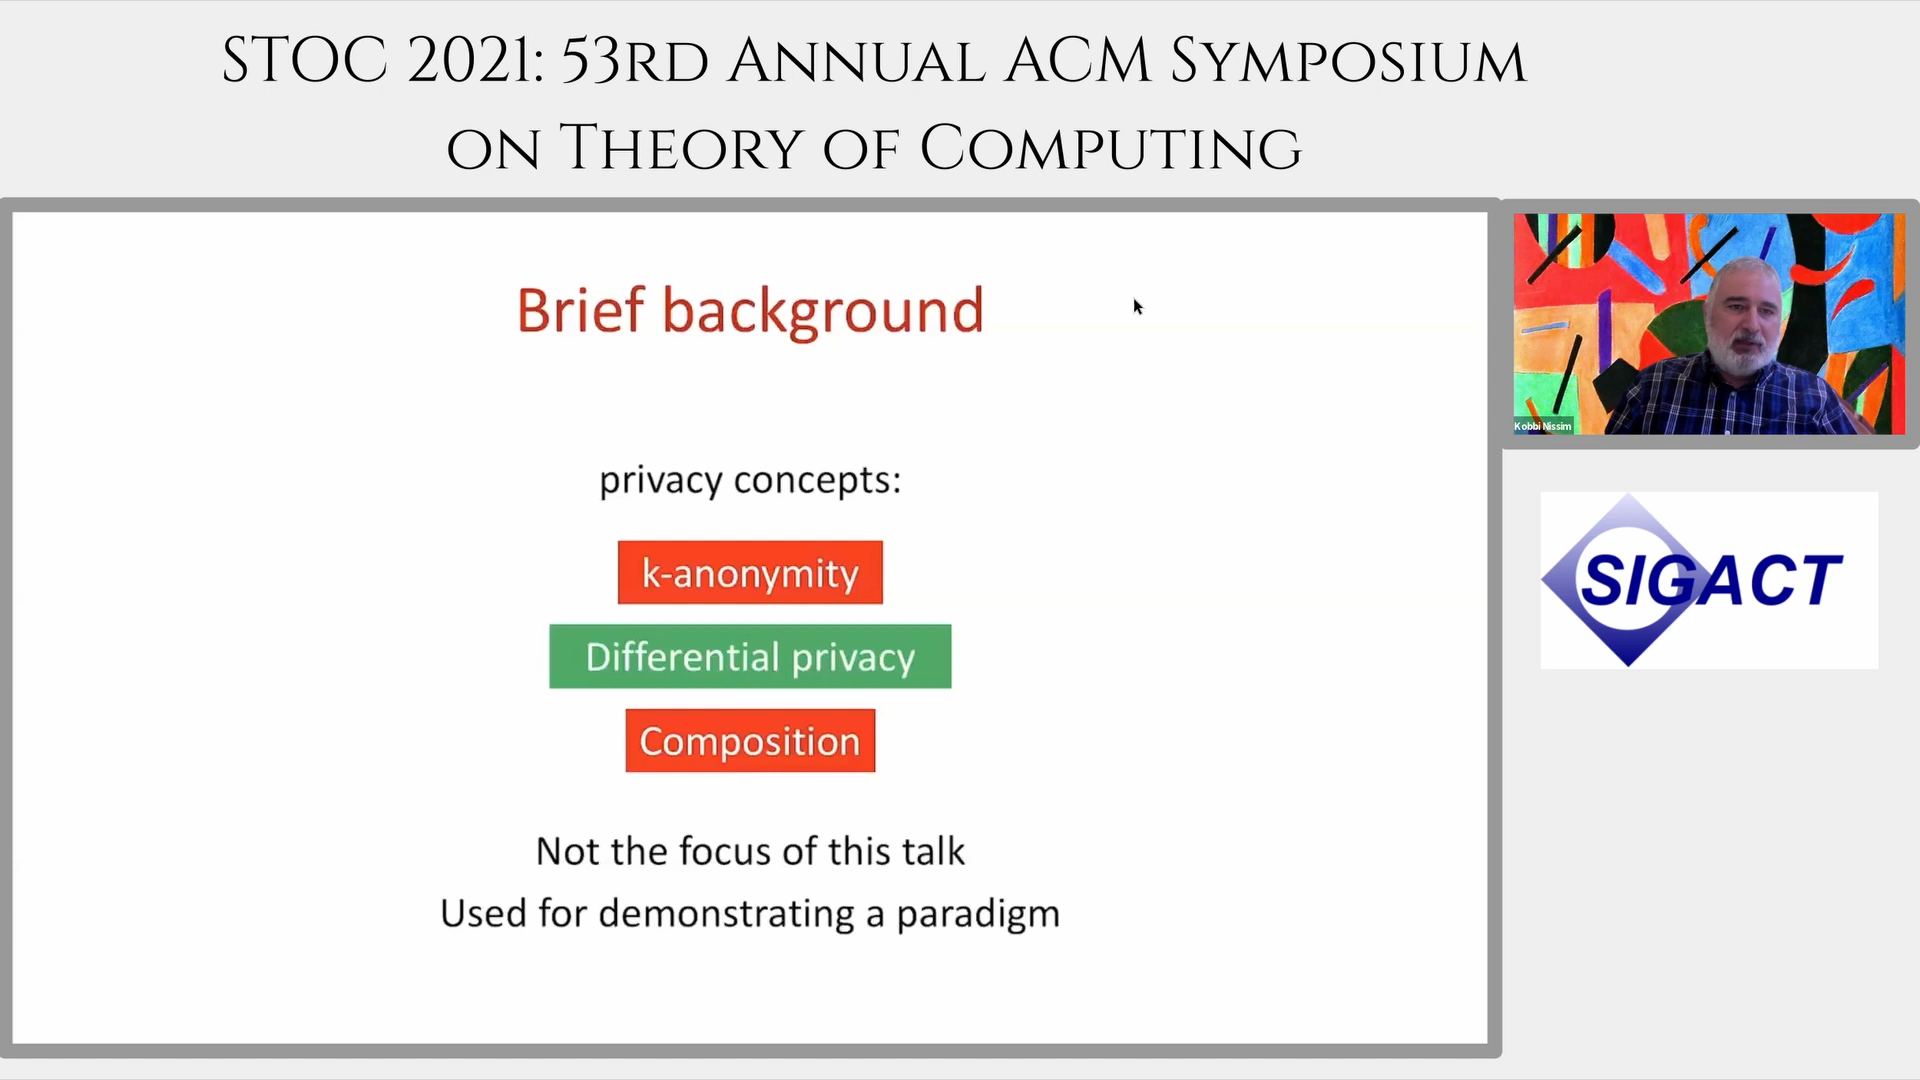 STOC 2021: 53rd Annual ACM Symposium
on Theory of Computing
Brief background
privacy concepts:
k-anonymity
Differential privacy
Composition
Not the focus of this talk
Used for demonstrating a paradigm
Kobbi Nissim
SIGACT